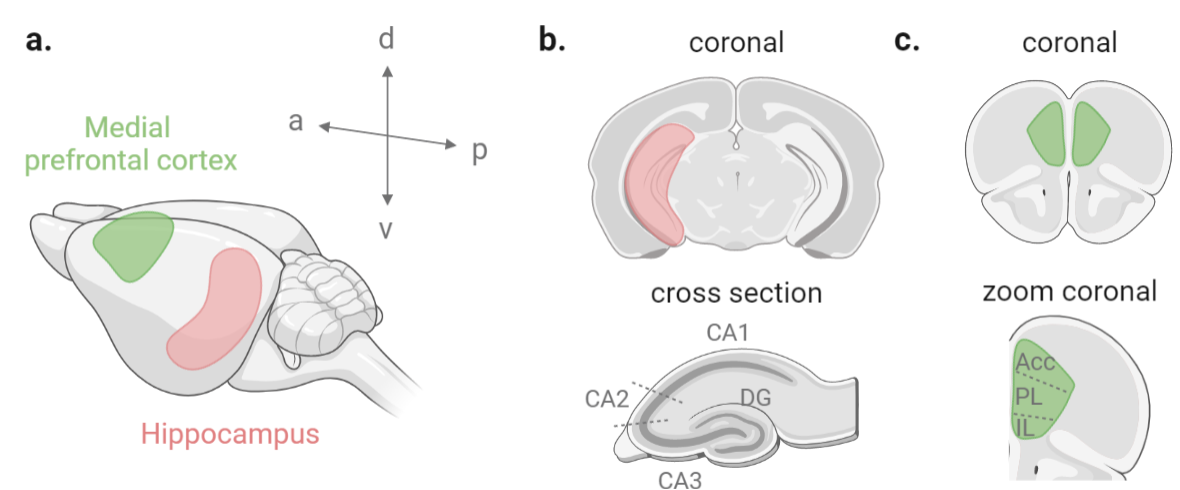 a.
d
a
p
v
Medial
prefrontal cortex
Hippocampus
b.
coronal
cross section
CA1
CA2
DG
CA3
c.
coronal
zoom coronal
Acc
PL
IL